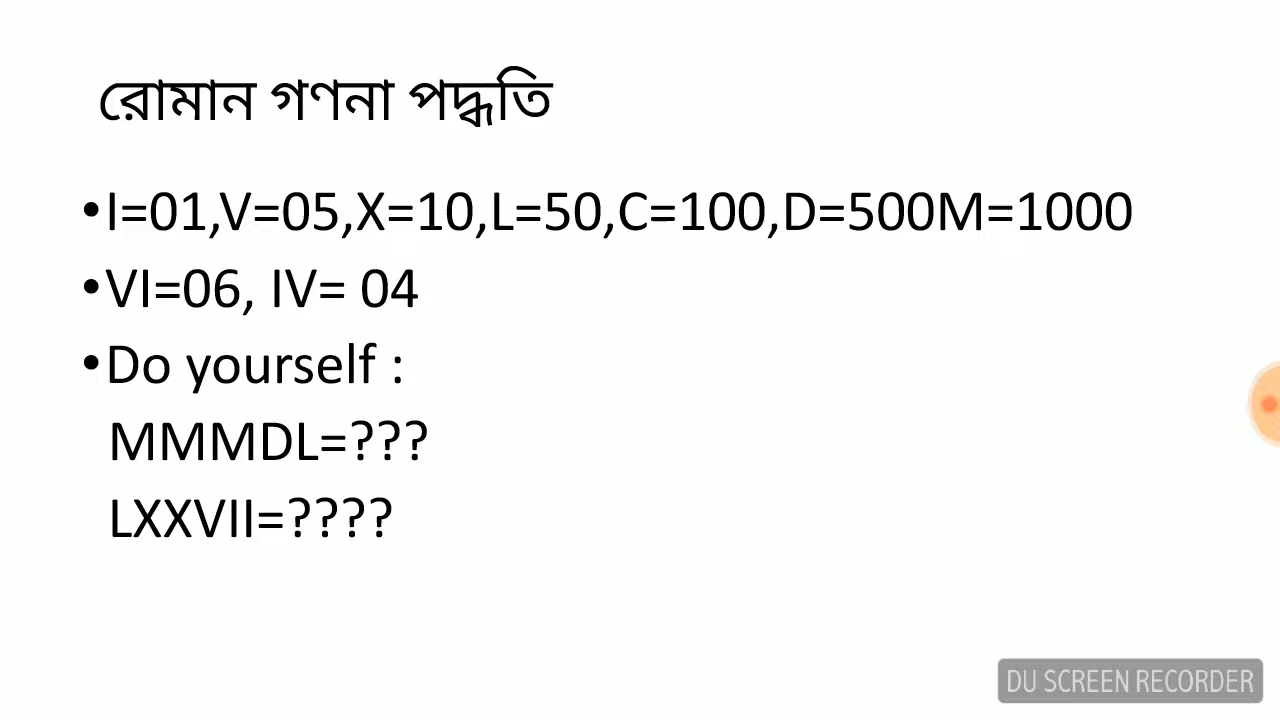 রোমান গণনা পদ্ধতি
•I=01,V=05,X=10,L=50,C=100,D=500M=1000
•VI=06, IV= 04
•Do yourself :
MMMDL=???
LXXVII=????
DU SCREEN RECORDER